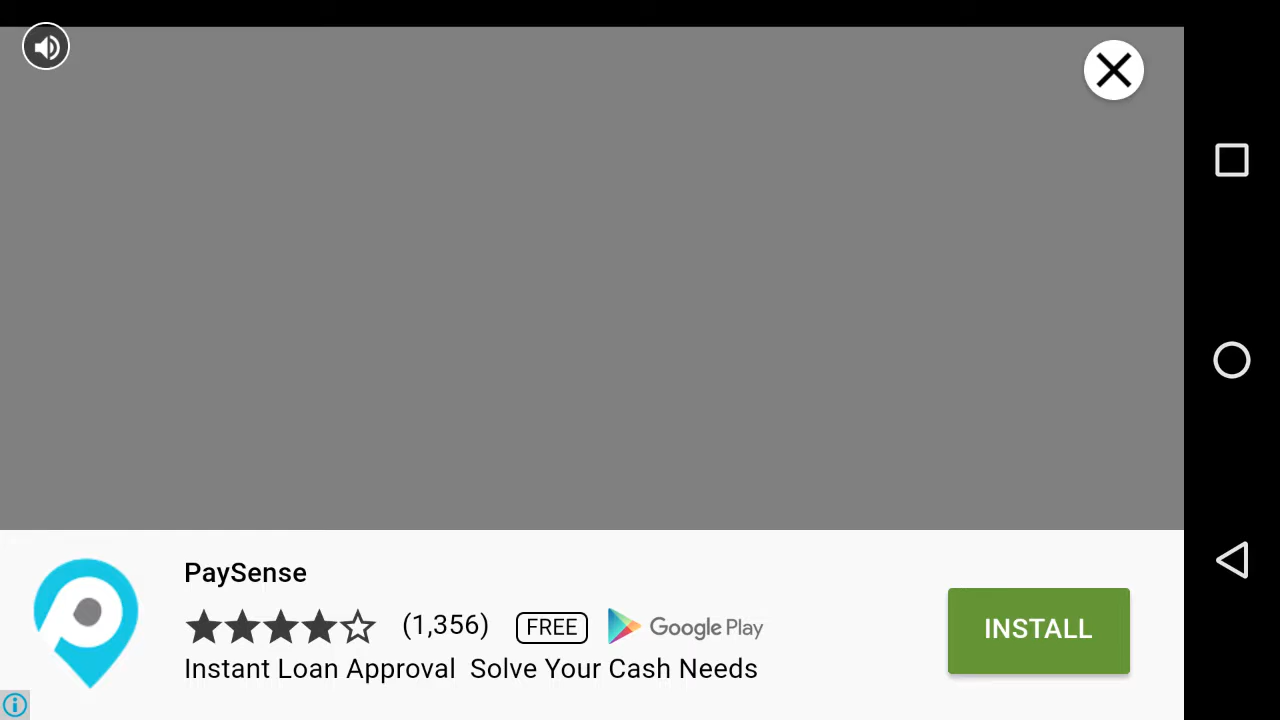 PaySense
(1,356) FREE Google Play
Instant Loan Approval Solve Your Cash Needs
INSTALL